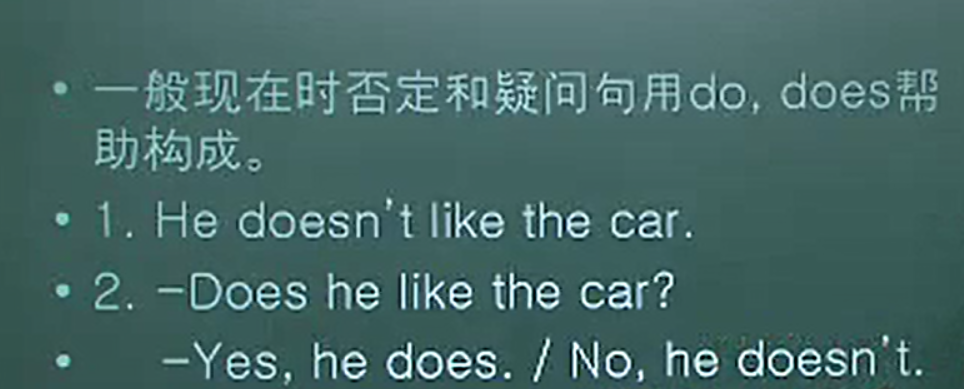 • 一般现在时否定和疑问句用do, does帮
助构成。
• 1. He doesn't like the car.
• 2. -Does he like the car?
• -Yes, he does. / No, he doesn't.